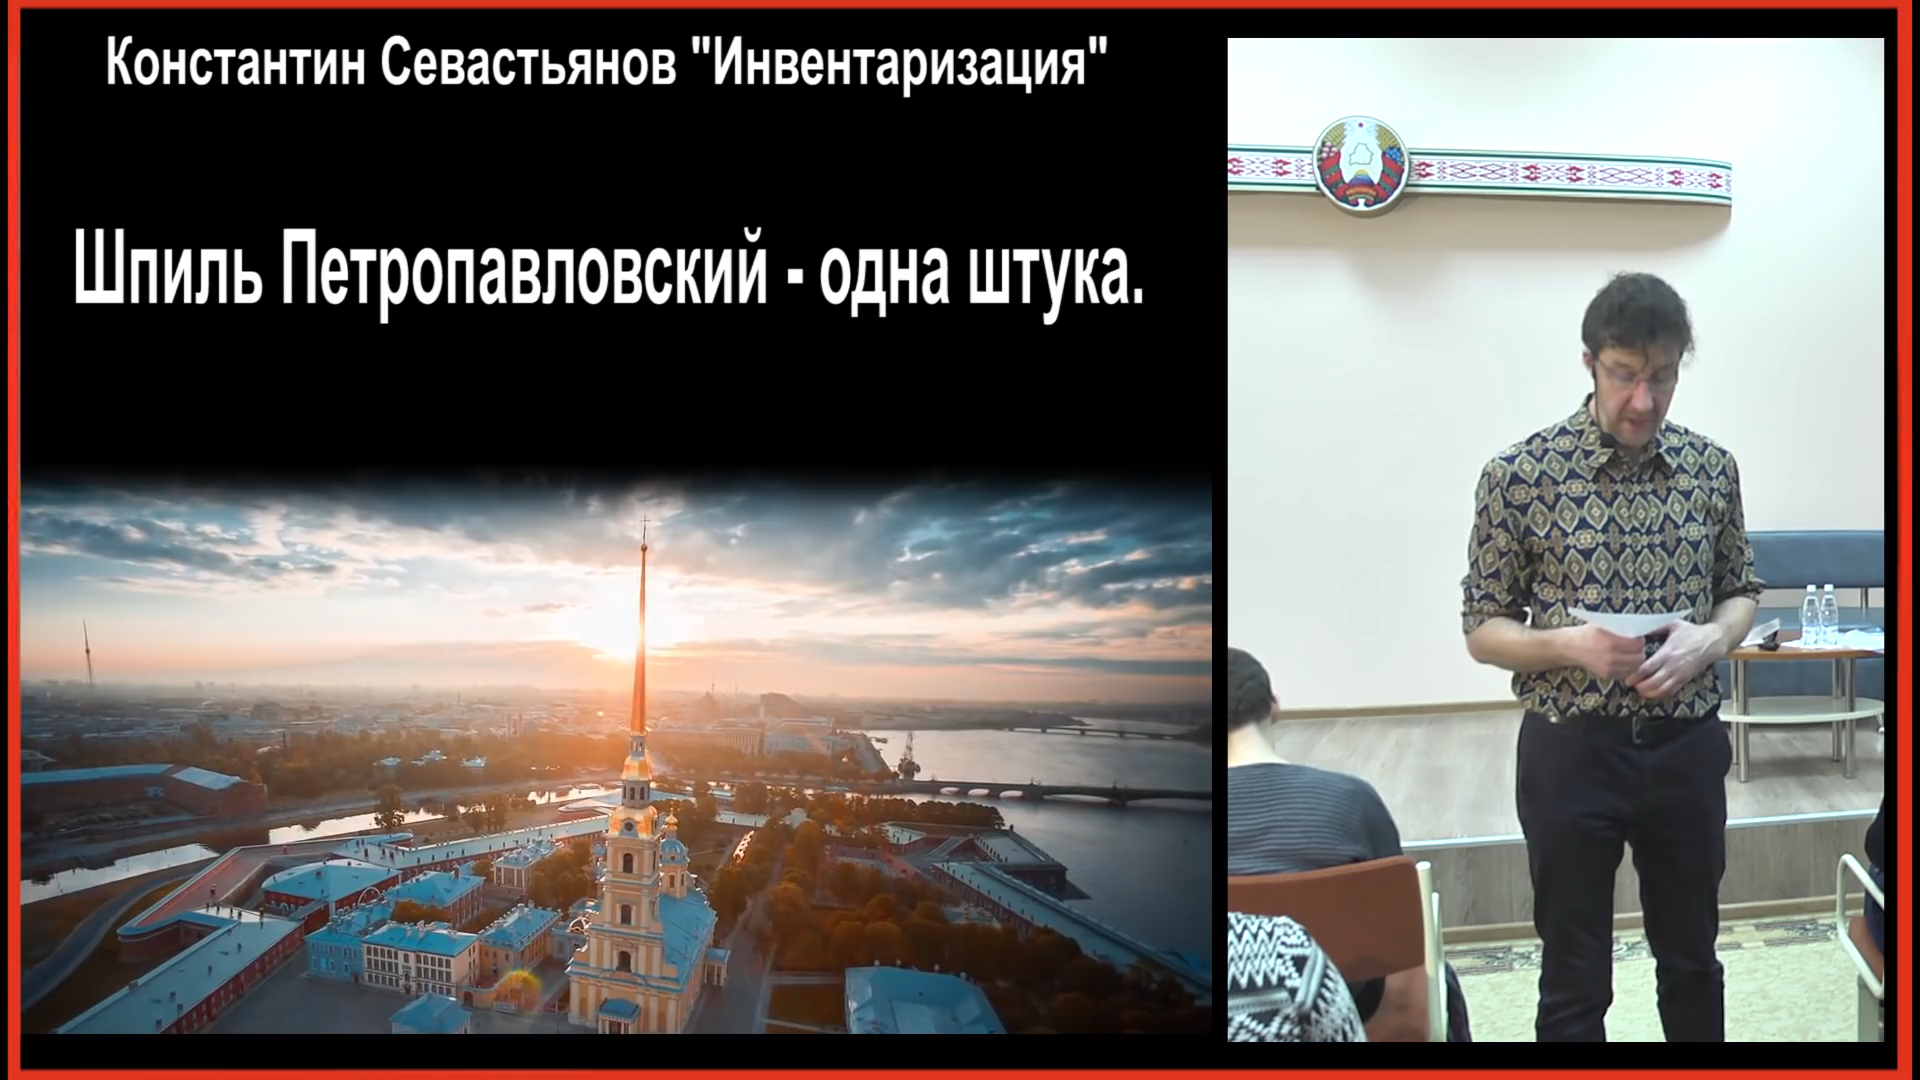 Константин Севастьянов "Инвентаризация"
Шпиль Петропавловский - одна штука.